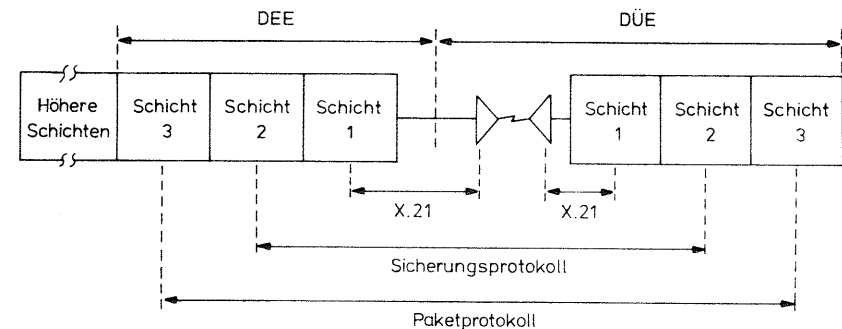 DEE
DÜE
Höhere
Schichten
Schicht
3
Schicht
2
Schicht
1
Schicht
1
Schicht
2
Schicht
3
X.21
X.21
Sicherungsprotokoll
Paketprotokoll